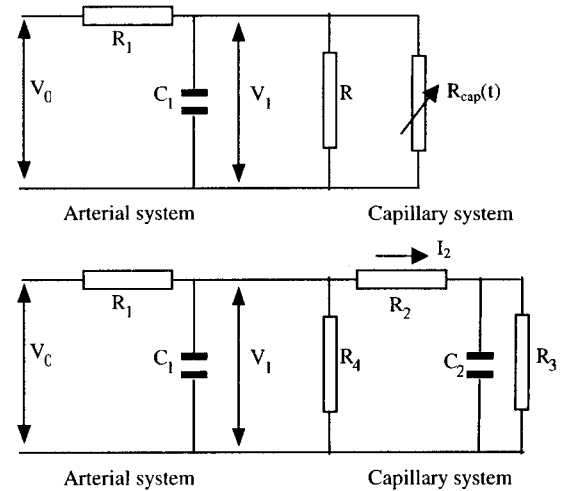 R1
V0
C1
V1
R
Rcap(t)
Arterial system
Capillary system
I2
R1
R2
V0
C1
V1
R4
C2
R3
Arterial system
Capillary system